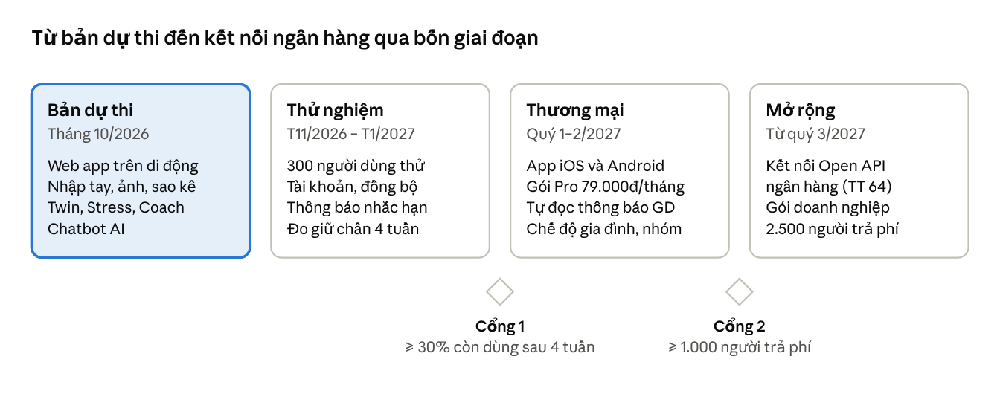 Từ bản dự thi đến kết nối ngân hàng qua bốn giai đoạn
Bản dự thi
Tháng 10/2026
Web app trên di động
Nhập tay, ảnh, sao kê
Twin, Stress, Coach
Chatbot AI
Thử nghiệm
T11/2026 – T1/2027
300 người dùng thử
Tài khoản, đồng bộ
Thông báo nhắc hạn
Đo giữ chân 4 tuần
Thương mại
Quý 1–2/2027
App iOS và Android
Gói Pro 79.000đ/tháng
Tự đọc thông báo GD
Chế độ gia đình, nhóm
Mở rộng
Từ quý 3/2027
Kết nối Open API
ngân hàng (TT 64)
Gói doanh nghiệp
2.500 người trả phí
Cổng 1
≥ 30% còn dùng sau 4 tuần
Cổng 2
≥ 1.000 người trả phí